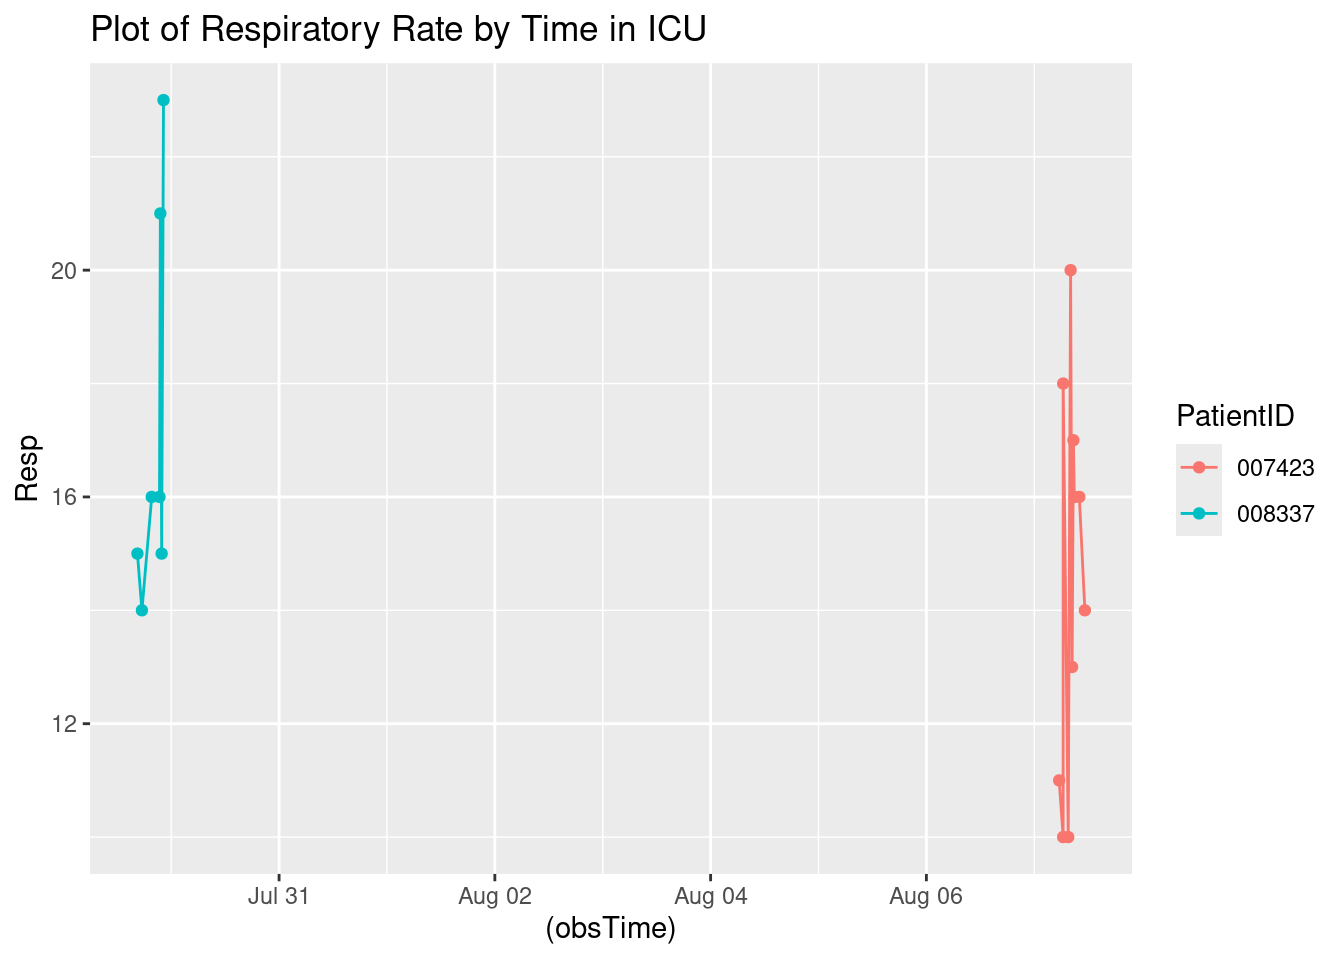 Plot of Respiratory Rate by Time in ICU
20
16
12
Resp
Jul 31
Aug 02
Aug 04
Aug 06
(obsTime)
PatientID
007423
008337